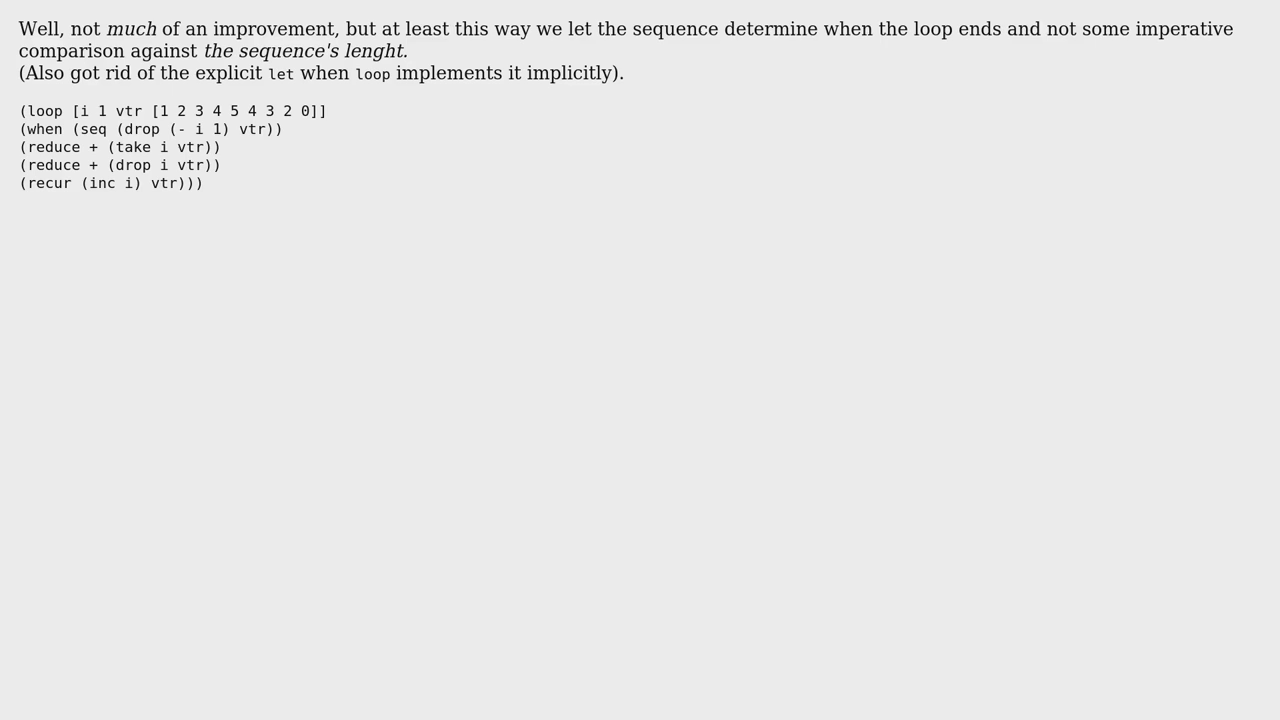 Well, not much of an improvement, but at least this way we let the sequence determine when the loop ends and not some imperative
comparison against the sequence's lenght.
(Also got rid of the explicit let when loop implements it implicitly).
(loop [i 1 vtr [1 2 3 4 5 4 3 2 0]]
(when (seq (drop (- i 1) vtr))
(reduce + (take i vtr))
(reduce + (drop i vtr))
(recur (inc i) vtr)))